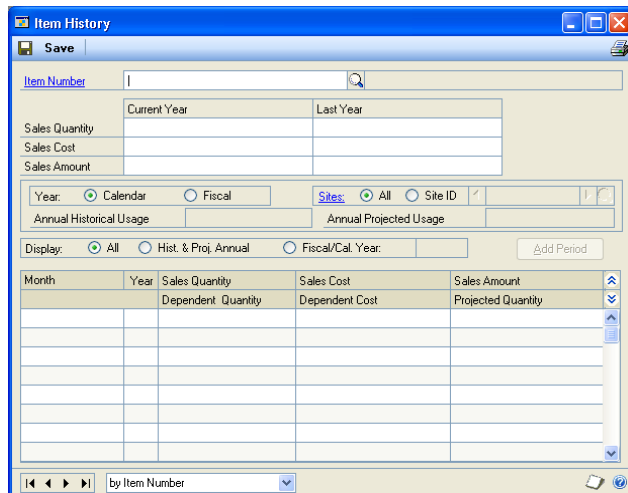 Item History
Save
Item Number
Current Year Last Year
Sales Quantity
Sales Cost
Sales Amount
Year: Calendar Fiscal Sites: All Site ID
Annual Historical Usage Annual Projected Usage
Display: All Hist. & Proj. Annual Fiscal/Cal. Year: Add Period
Month Year Sales Quantity Sales Cost Sales Amount
Dependent Quantity Dependent Cost Projected Quantity
by Item Number